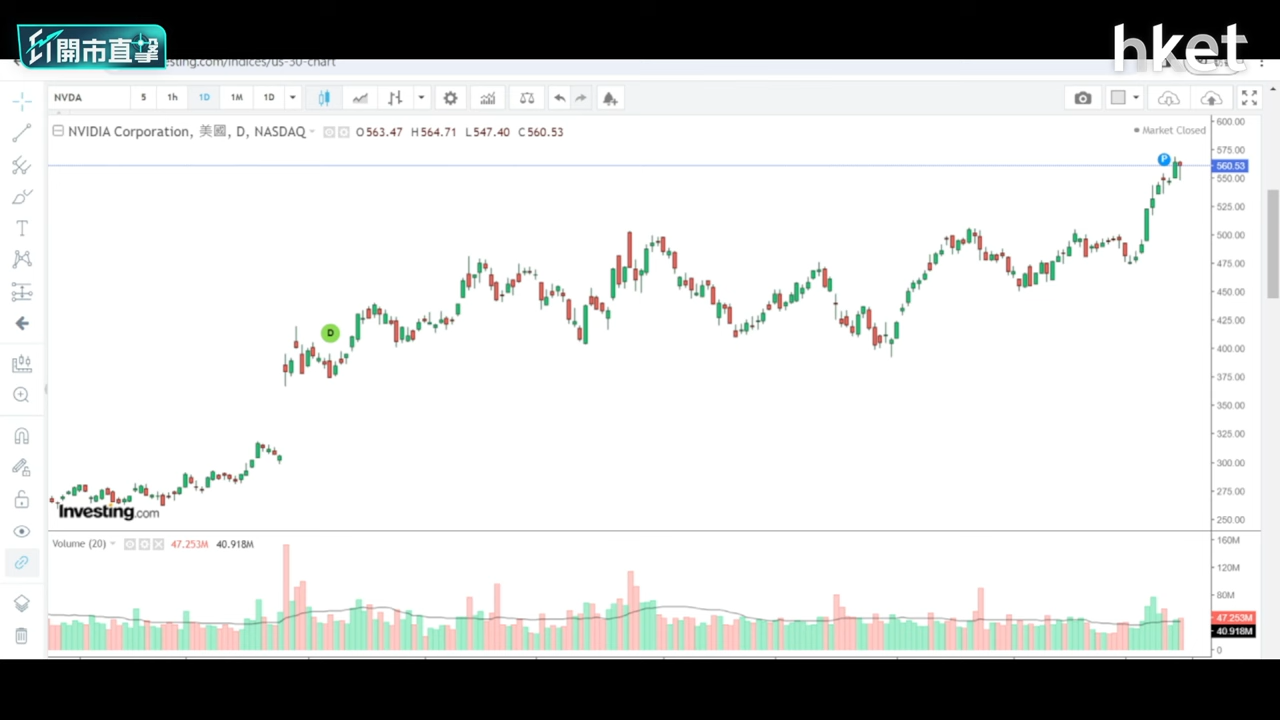 開市直擊
hket
sting.com/indices/us-30-chart
NVDA 5 1h 1D 1M 1D
NVIDIA Corporation, 美國, D, NASDAQ O563.47 H564.71 L547.40 C560.53
Market Closed
P
D
600.00
575.00
560.53
550.00
525.00
500.00
475.00
450.00
425.00
400.00
375.00
350.00
325.00
300.00
275.00
250.00
Investing.com
Volume (20) 47.253M 40.918M
160M
120M
80M
47.253M
40.918M
0